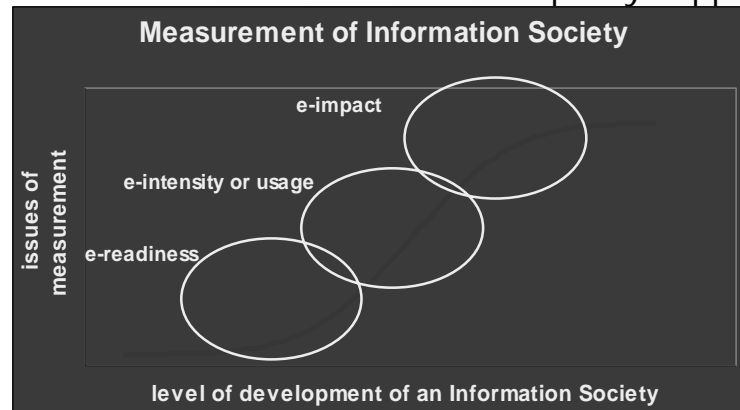 Measurement of Information Society
e-impact
e-intensity or usage
e-readiness
issues of
measurement
level of development of an Information Society